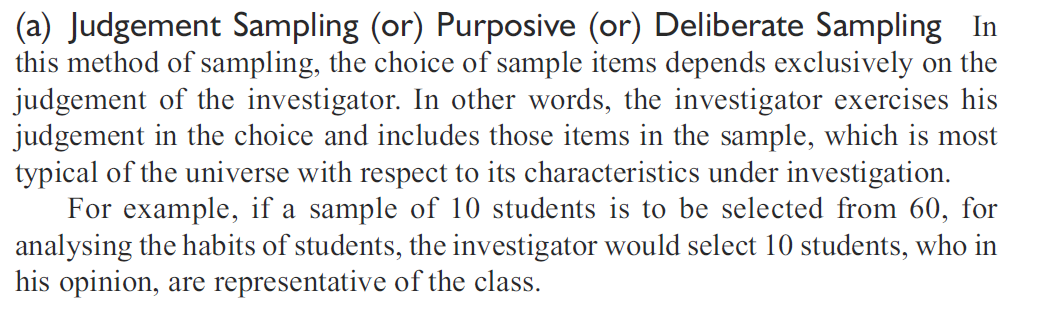 (a) Judgement Sampling (or) Purposive (or) Deliberate Sampling In
this method of sampling, the choice of sample items depends exclusively on the
judgement of the investigator. In other words, the investigator exercises his
judgement in the choice and includes those items in the sample, which is most
typical of the universe with respect to its characteristics under investigation.
For example, if a sample of 10 students is to be selected from 60, for
analysing the habits of students, the investigator would select 10 students, who in
his opinion, are representative of the class.